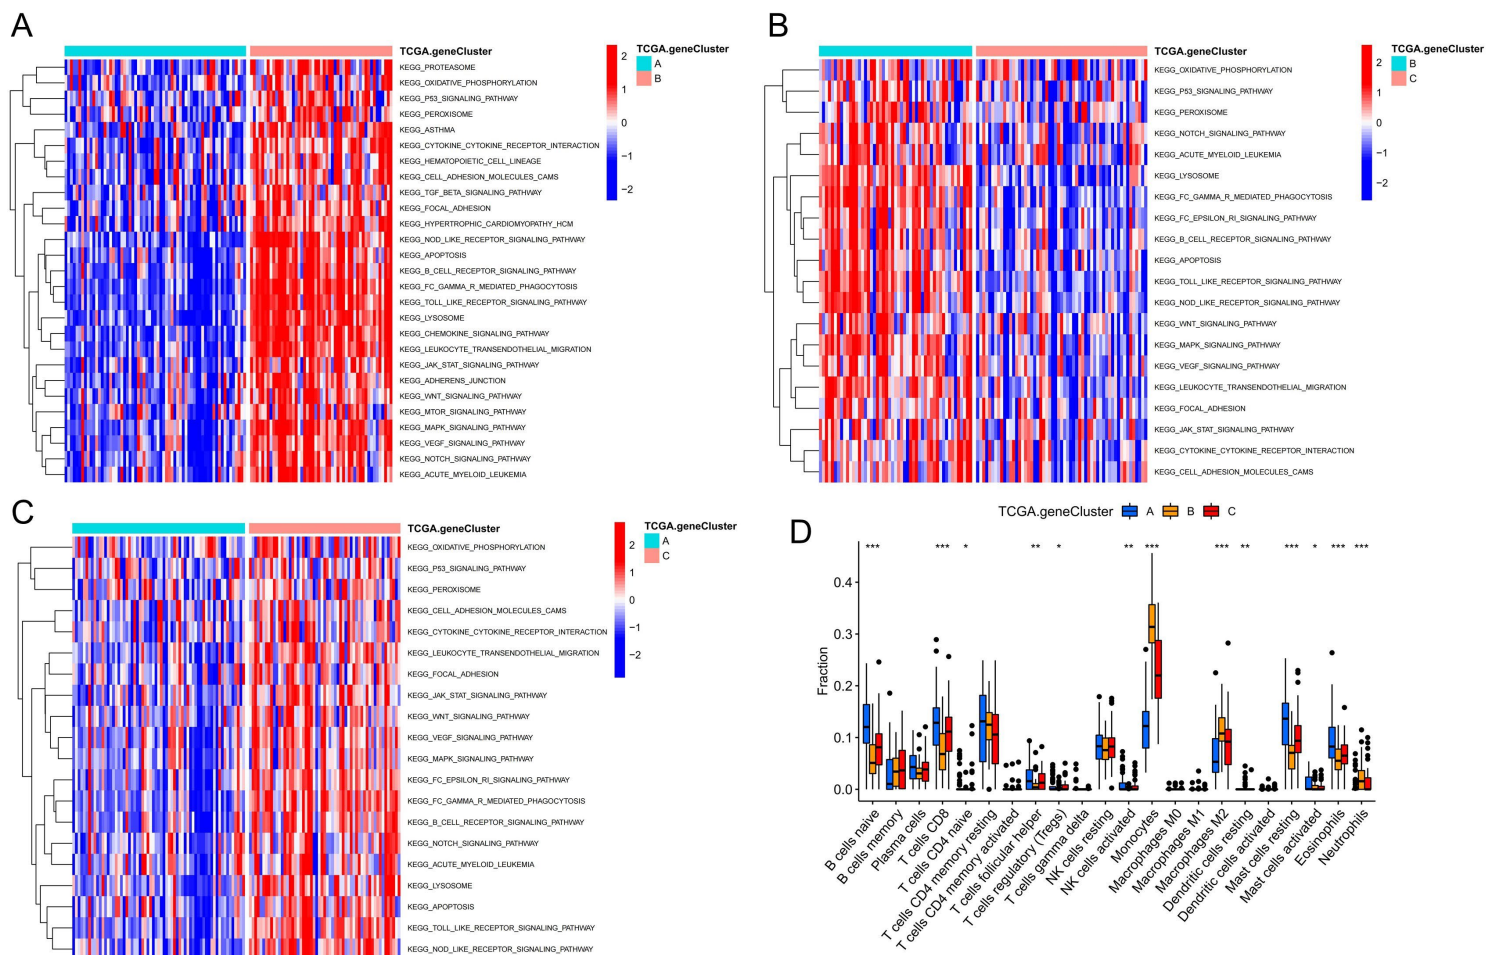 A
TCGA.geneCluster
KEGG_PROTEASOME
KEGG_OXIDATIVE_PHOSPHORYLATION
KEGG_P53_SIGNALING_PATHWAY
KEGG_PEROXISOME
KEGG_ASTHMA
KEGG_CYTOKINE_CYTOKINE_RECEPTOR_INTERACTION
KEGG_HEMATOPOIETIC_CELL_LINEAGE
KEGG_CELL_ADHESION_MOLECULES_CAMS
KEGG_TGF_BETA_SIGNALING_PATHWAY
KEGG_FOCAL_ADHESION
KEGG_HYPERTROPHIC_CARDIOMYOPATHY_HCM
KEGG_NOD_LIKE_RECEPTOR_SIGNALING_PATHWAY
KEGG_APOPTOSIS
KEGG_B_CELL_RECEPTOR_SIGNALING_PATHWAY
KEGG_FC_GAMMA_R_MEDIATED_PHAGOCYTOSIS
KEGG_TOLL_LIKE_RECEPTOR_SIGNALING_PATHWAY
KEGG_LYSOSOME
KEGG_CHEMOKINE_SIGNALING_PATHWAY
KEGG_LEUKOCYTE_TRANSENDOTHELIAL_MIGRATION
KEGG_JAK_STAT_SIGNALING_PATHWAY
KEGG_ADHERENS_JUNCTION
KEGG_WNT_SIGNALING_PATHWAY
KEGG_MTOR_SIGNALING_PATHWAY
KEGG_MAPK_SIGNALING_PATHWAY
KEGG_VEGF_SIGNALING_PATHWAY
KEGG_NOTCH_SIGNALING_PATHWAY
KEGG_ACUTE_MYELOID_LEUKEMIA
2
1
0
−1
−2
TCGA.geneCluster
A
B
B
TCGA.geneCluster
KEGG_OXIDATIVE_PHOSPHORYLATION
KEGG_P53_SIGNALING_PATHWAY
KEGG_PEROXISOME
KEGG_NOTCH_SIGNALING_PATHWAY
KEGG_ACUTE_MYELOID_LEUKEMIA
KEGG_LYSOSOME
KEGG_FC_GAMMA_R_MEDIATED_PHAGOCYTOSIS
KEGG_FC_EPSILON_RI_SIGNALING_PATHWAY
KEGG_B_CELL_RECEPTOR_SIGNALING_PATHWAY
KEGG_APOPTOSIS
KEGG_TOLL_LIKE_RECEPTOR_SIGNALING_PATHWAY
KEGG_NOD_LIKE_RECEPTOR_SIGNALING_PATHWAY
KEGG_WNT_SIGNALING_PATHWAY
KEGG_MAPK_SIGNALING_PATHWAY
KEGG_VEGF_SIGNALING_PATHWAY
KEGG_LEUKOCYTE_TRANSENDOTHELIAL_MIGRATION
KEGG_FOCAL_ADHESION
KEGG_JAK_STAT_SIGNALING_PATHWAY
KEGG_CYTOKINE_CYTOKINE_RECEPTOR_INTERACTION
KEGG_CELL_ADHESION_MOLECULES_CAMS
2
1
0
−1
−2
TCGA.geneCluster
B
C
C
TCGA.geneCluster
KEGG_OXIDATIVE_PHOSPHORYLATION
KEGG_P53_SIGNALING_PATHWAY
KEGG_PEROXISOME
KEGG_CELL_ADHESION_MOLECULES_CAMS
KEGG_CYTOKINE_CYTOKINE_RECEPTOR_INTERACTION
KEGG_LEUKOCYTE_TRANSENDOTHELIAL_MIGRATION
KEGG_FOCAL_ADHESION
KEGG_JAK_STAT_SIGNALING_PATHWAY
KEGG_WNT_SIGNALING_PATHWAY
KEGG_VEGF_SIGNALING_PATHWAY
KEGG_MAPK_SIGNALING_PATHWAY
KEGG_FC_EPSILON_RI_SIGNALING_PATHWAY
KEGG_FC_GAMMA_R_MEDIATED_PHAGOCYTOSIS
KEGG_B_CELL_RECEPTOR_SIGNALING_PATHWAY
KEGG_NOTCH_SIGNALING_PATHWAY
KEGG_ACUTE_MYELOID_LEUKEMIA
KEGG_LYSOSOME
KEGG_APOPTOSIS
KEGG_TOLL_LIKE_RECEPTOR_SIGNALING_PATHWAY
KEGG_NOD_LIKE_RECEPTOR_SIGNALING_PATHWAY
2
1
0
−1
−2
TCGA.geneCluster
A
C
D
TCGA.geneCluster A B C
*** *** * ** * ** *** *** ** *** * *** ***
Fraction
0.4
0.3
0.2
0.1
0.0
B cells naive
B cells memory
Plasma cells
T cells CD8
T cells CD4 naive
T cells CD4 memory resting
T cells CD4 memory activated
T cells follicular helper
T cells regulatory (Tregs)
T cells gamma delta
NK cells resting
NK cells activated
Monocytes
Macrophages M0
Macrophages M1
Macrophages M2
Dendritic cells resting
Dendritic cells activated
Mast cells resting
Mast cells activated
Eosinophils
Neutrophils